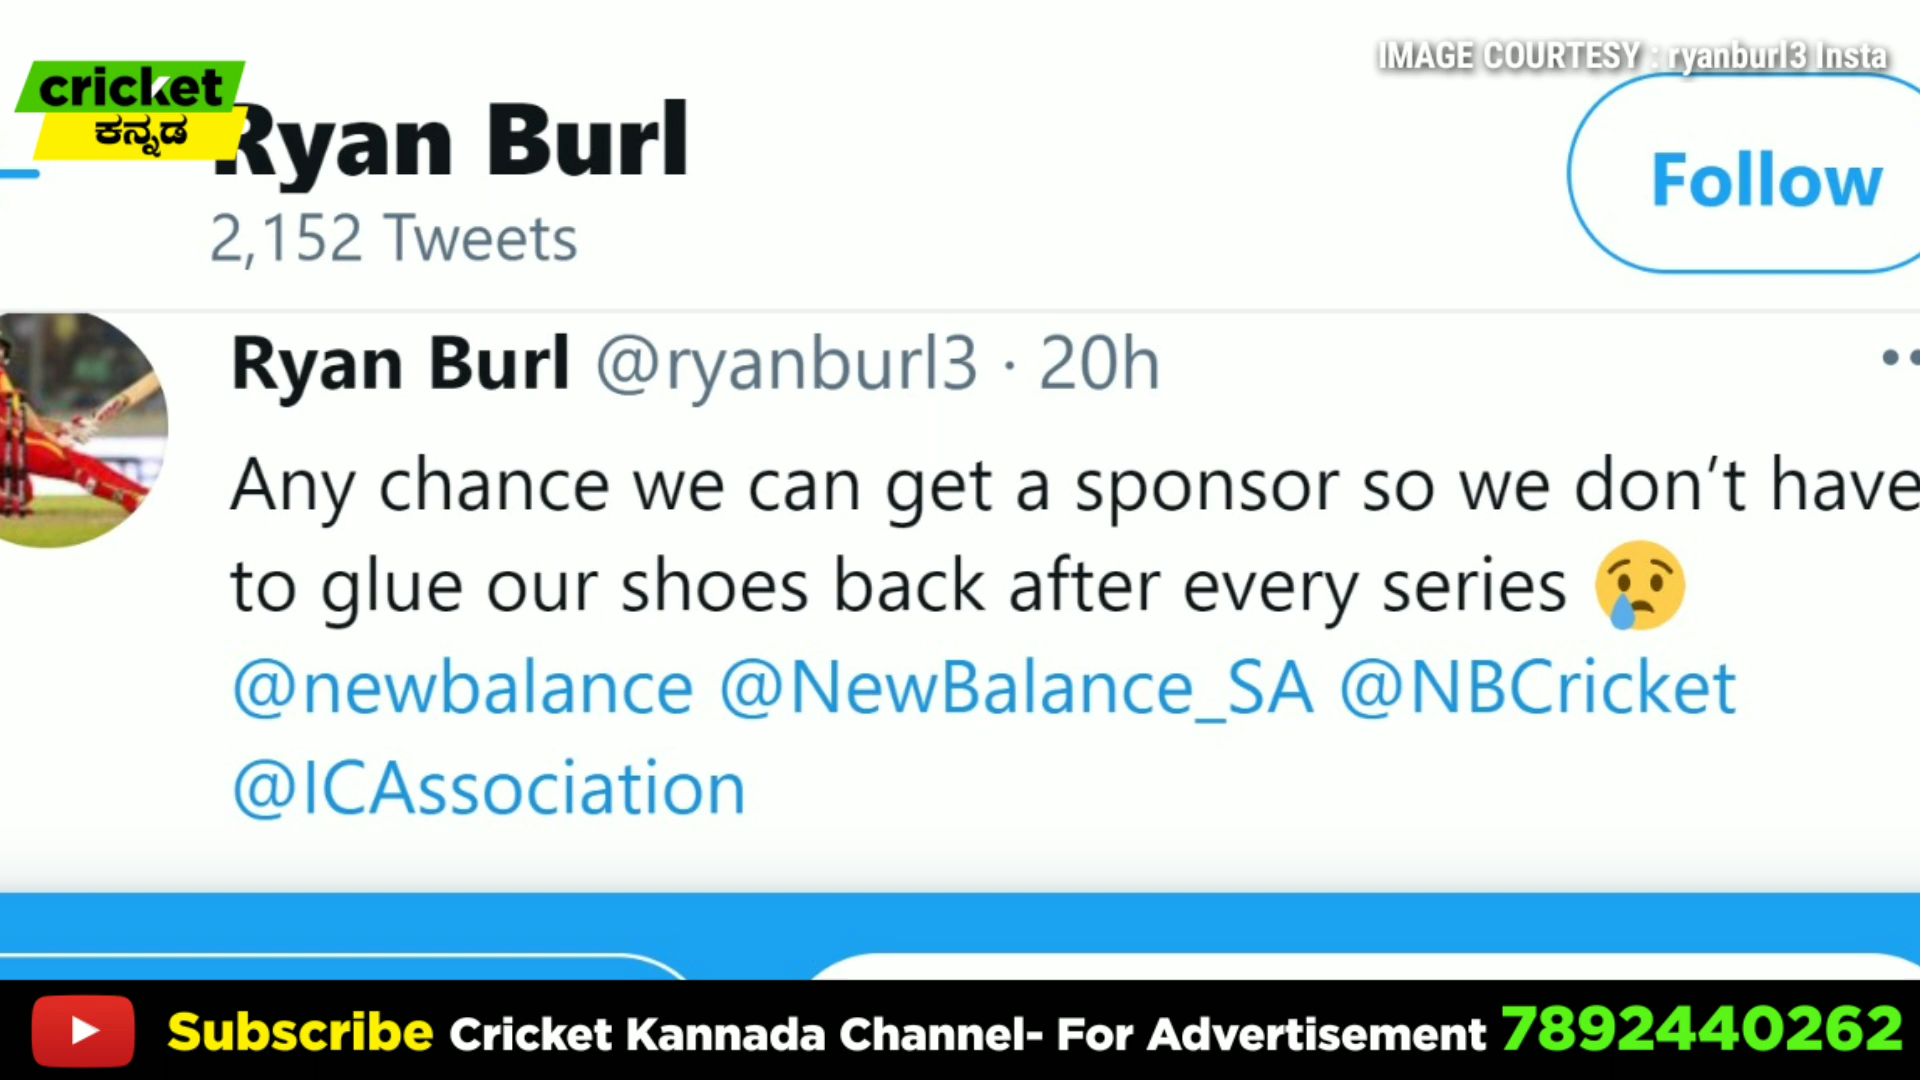 IMAGE COURTESY : ryanburl3 Insta
cricket
ಕನ್ನಡ
Ryan Burl
Follow
2,152 Tweets
Ryan Burl @ryanburl3 · 20h
Any chance we can get a sponsor so we don’t have
to glue our shoes back after every series 😢
@newbalance @NewBalance_SA @NBCricket
@ICAssociation
Subscribe Cricket Kannada Channel- For Advertisement 7892440262